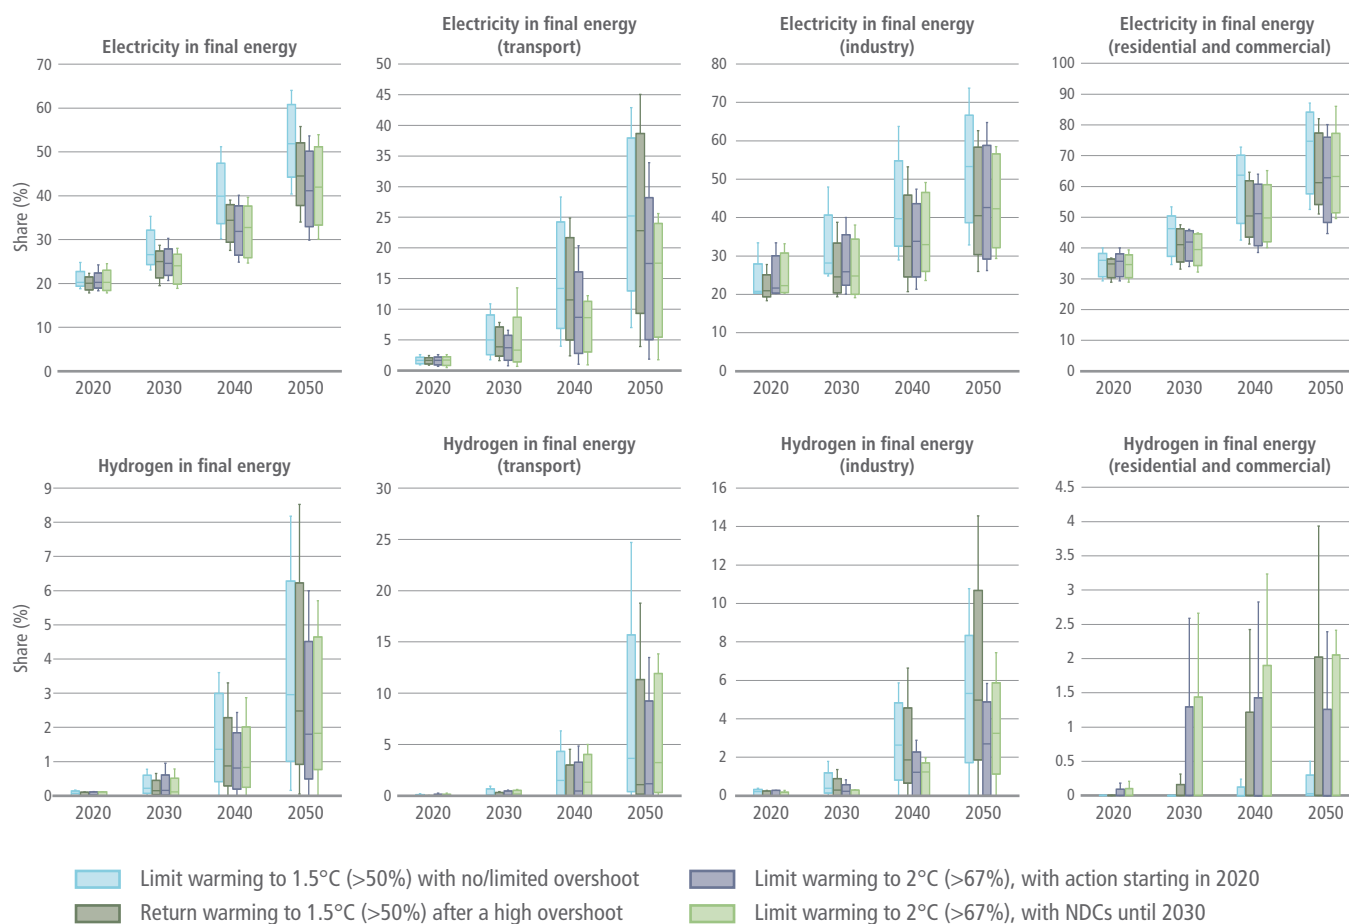 Electricity in final energy
Electricity in final energy
(transport)
Electricity in final energy
(industry)
Electricity in final energy
(residential and commercial)
Share (%)
70
60
50
40
30
20
10
0
2020 2030 2040 2050
50
45
40
35
30
25
20
15
10
5
0
2020 2030 2040 2050
80
70
60
50
40
30
20
10
0
2020 2030 2040 2050
100
90
80
70
60
50
40
30
20
10
0
2020 2030 2040 2050
Hydrogen in final energy
Hydrogen in final energy
(transport)
Hydrogen in final energy
(industry)
Hydrogen in final energy
(residential and commercial)
Share (%)
9
8
7
6
5
4
3
2
1
0
2020 2030 2040 2050
30
25
20
15
10
5
0
2020 2030 2040 2050
16
14
12
10
8
6
4
2
0
2020 2030 2040 2050
4.5
4
3.5
3
2.5
2
1.5
1
0.5
0
2020 2030 2040 2050
Limit warming to 1.5°C (>50%) with no/limited overshoot
Return warming to 1.5°C (>50%) after a high overshoot
Limit warming to 2°C (>67%), with action starting in 2020
Limit warming to 2°C (>67%), with NDCs until 2030